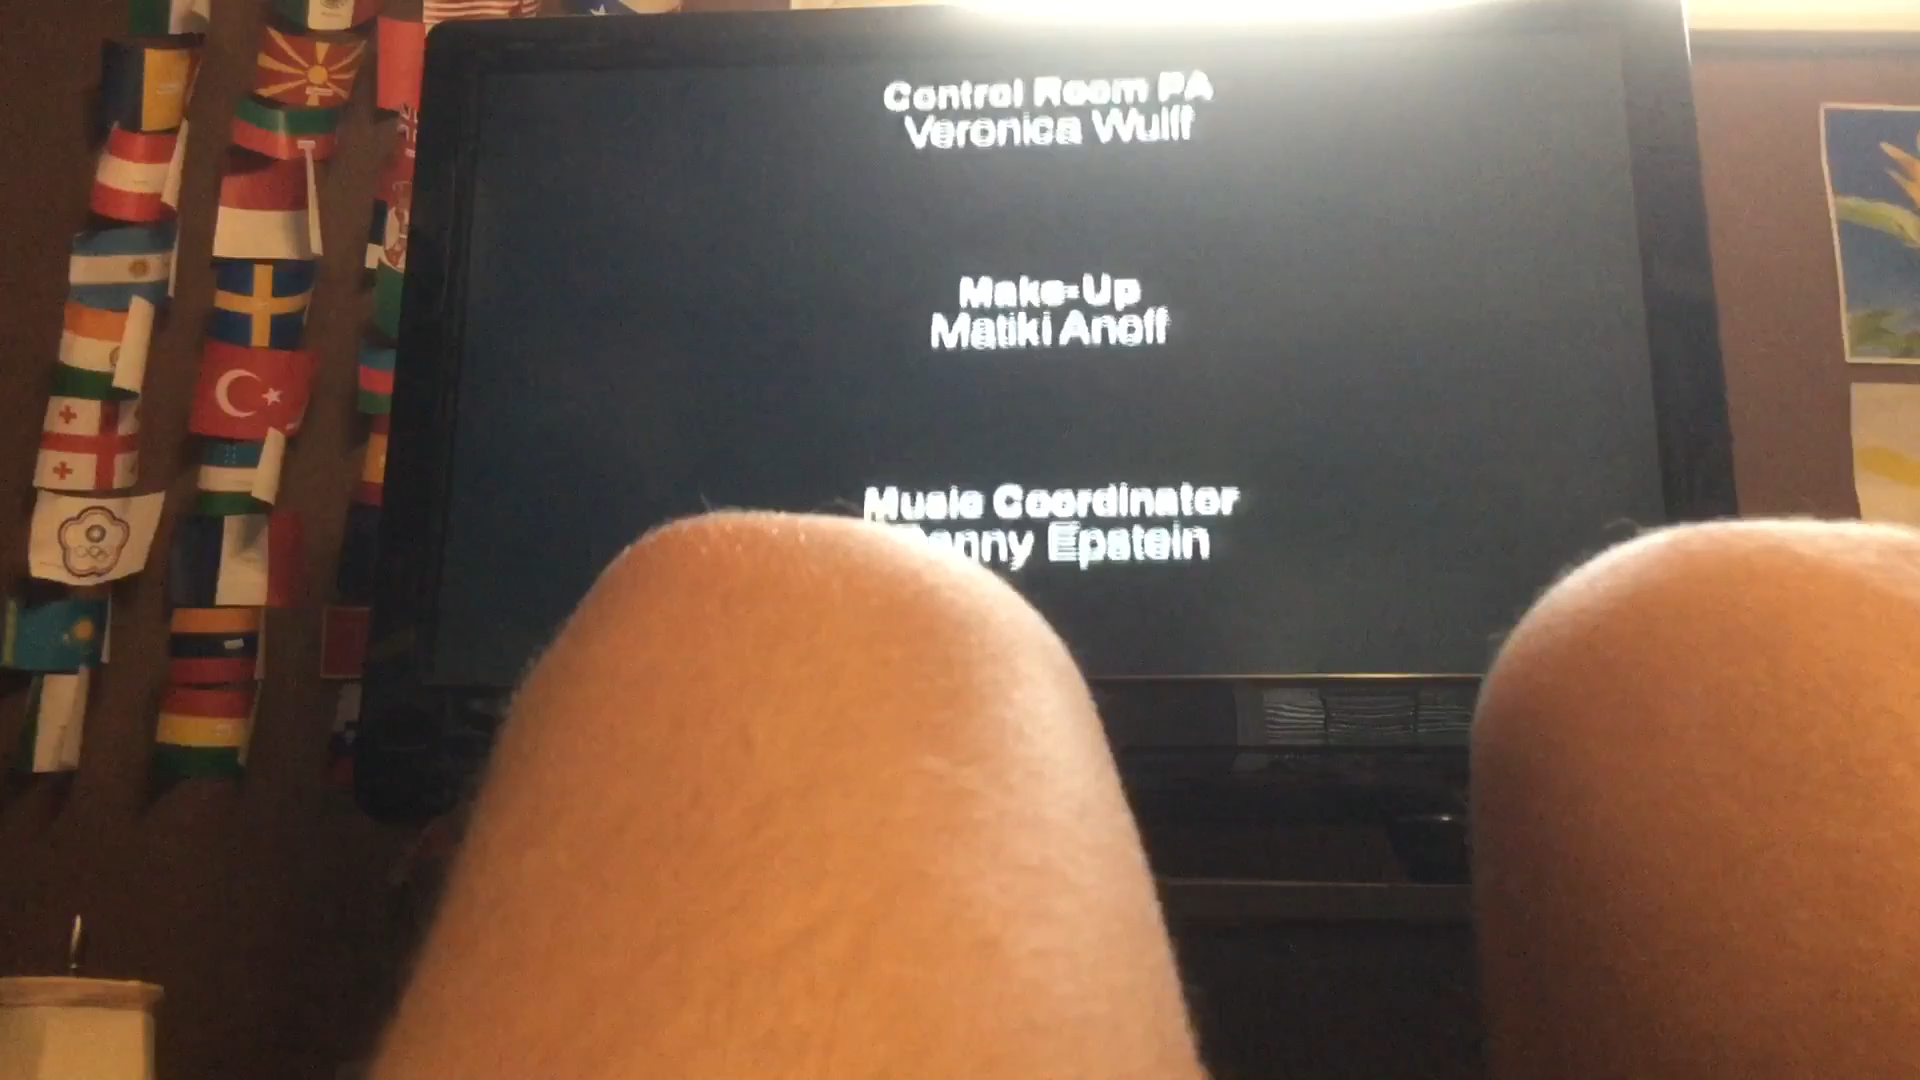 Control Room PA
Veronica Wulff
Make-Up
Matiki Anoff
Music Coordinator
Epstein